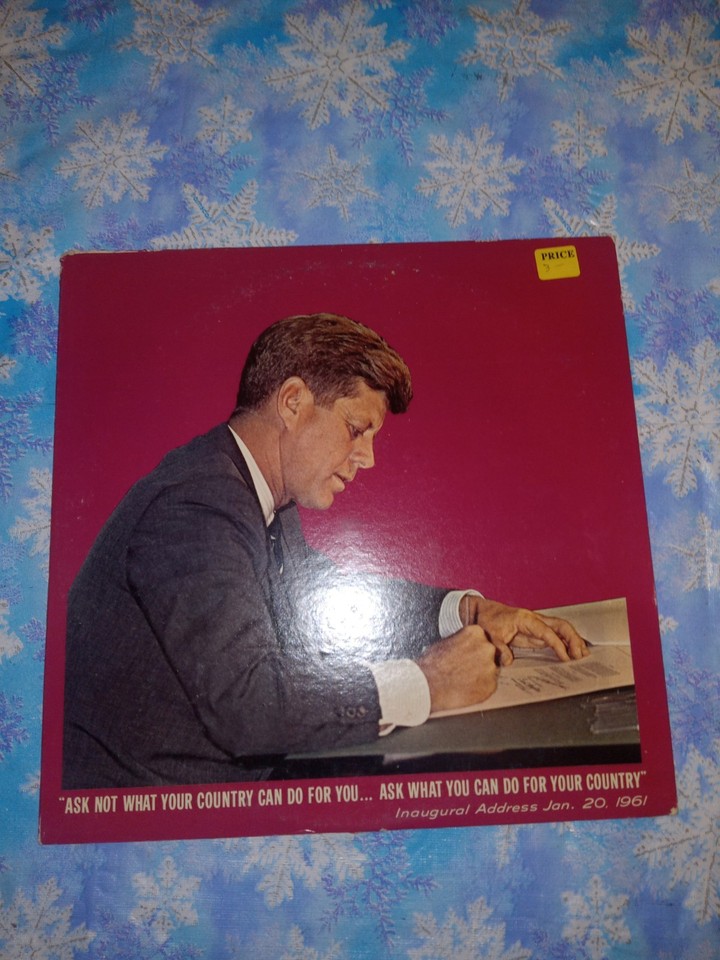 PRICE
"ASK NOT WHAT YOUR COUNTRY CAN DO FOR YOU... ASK WHAT YOU CAN DO FOR YOUR COUNTRY"
Inaugural Address Jan. 20, 1961